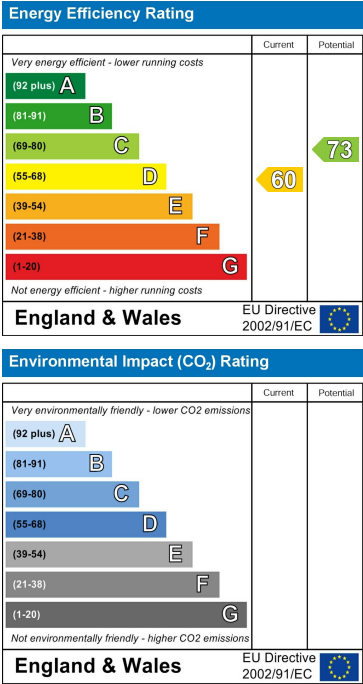 Energy Efficiency Rating
Current Potential
Very energy efficient - lower running costs
(92 plus) A
(81-91) B
(69-80) C 73
(55-68) D 60
(39-54) E
(21-38) F
(1-20) G
Not energy efficient - higher running costs
England & Wales EU Directive
2002/91/EC
Environmental Impact (CO₂) Rating
Current Potential
Very environmentally friendly - lower CO2 emissions
(92 plus) A
(81-91) B
(69-80) C
(55-68) D
(39-54) E
(21-38) F
(1-20) G
Not environmentally friendly - higher CO2 emissions
England & Wales EU Directive
2002/91/EC